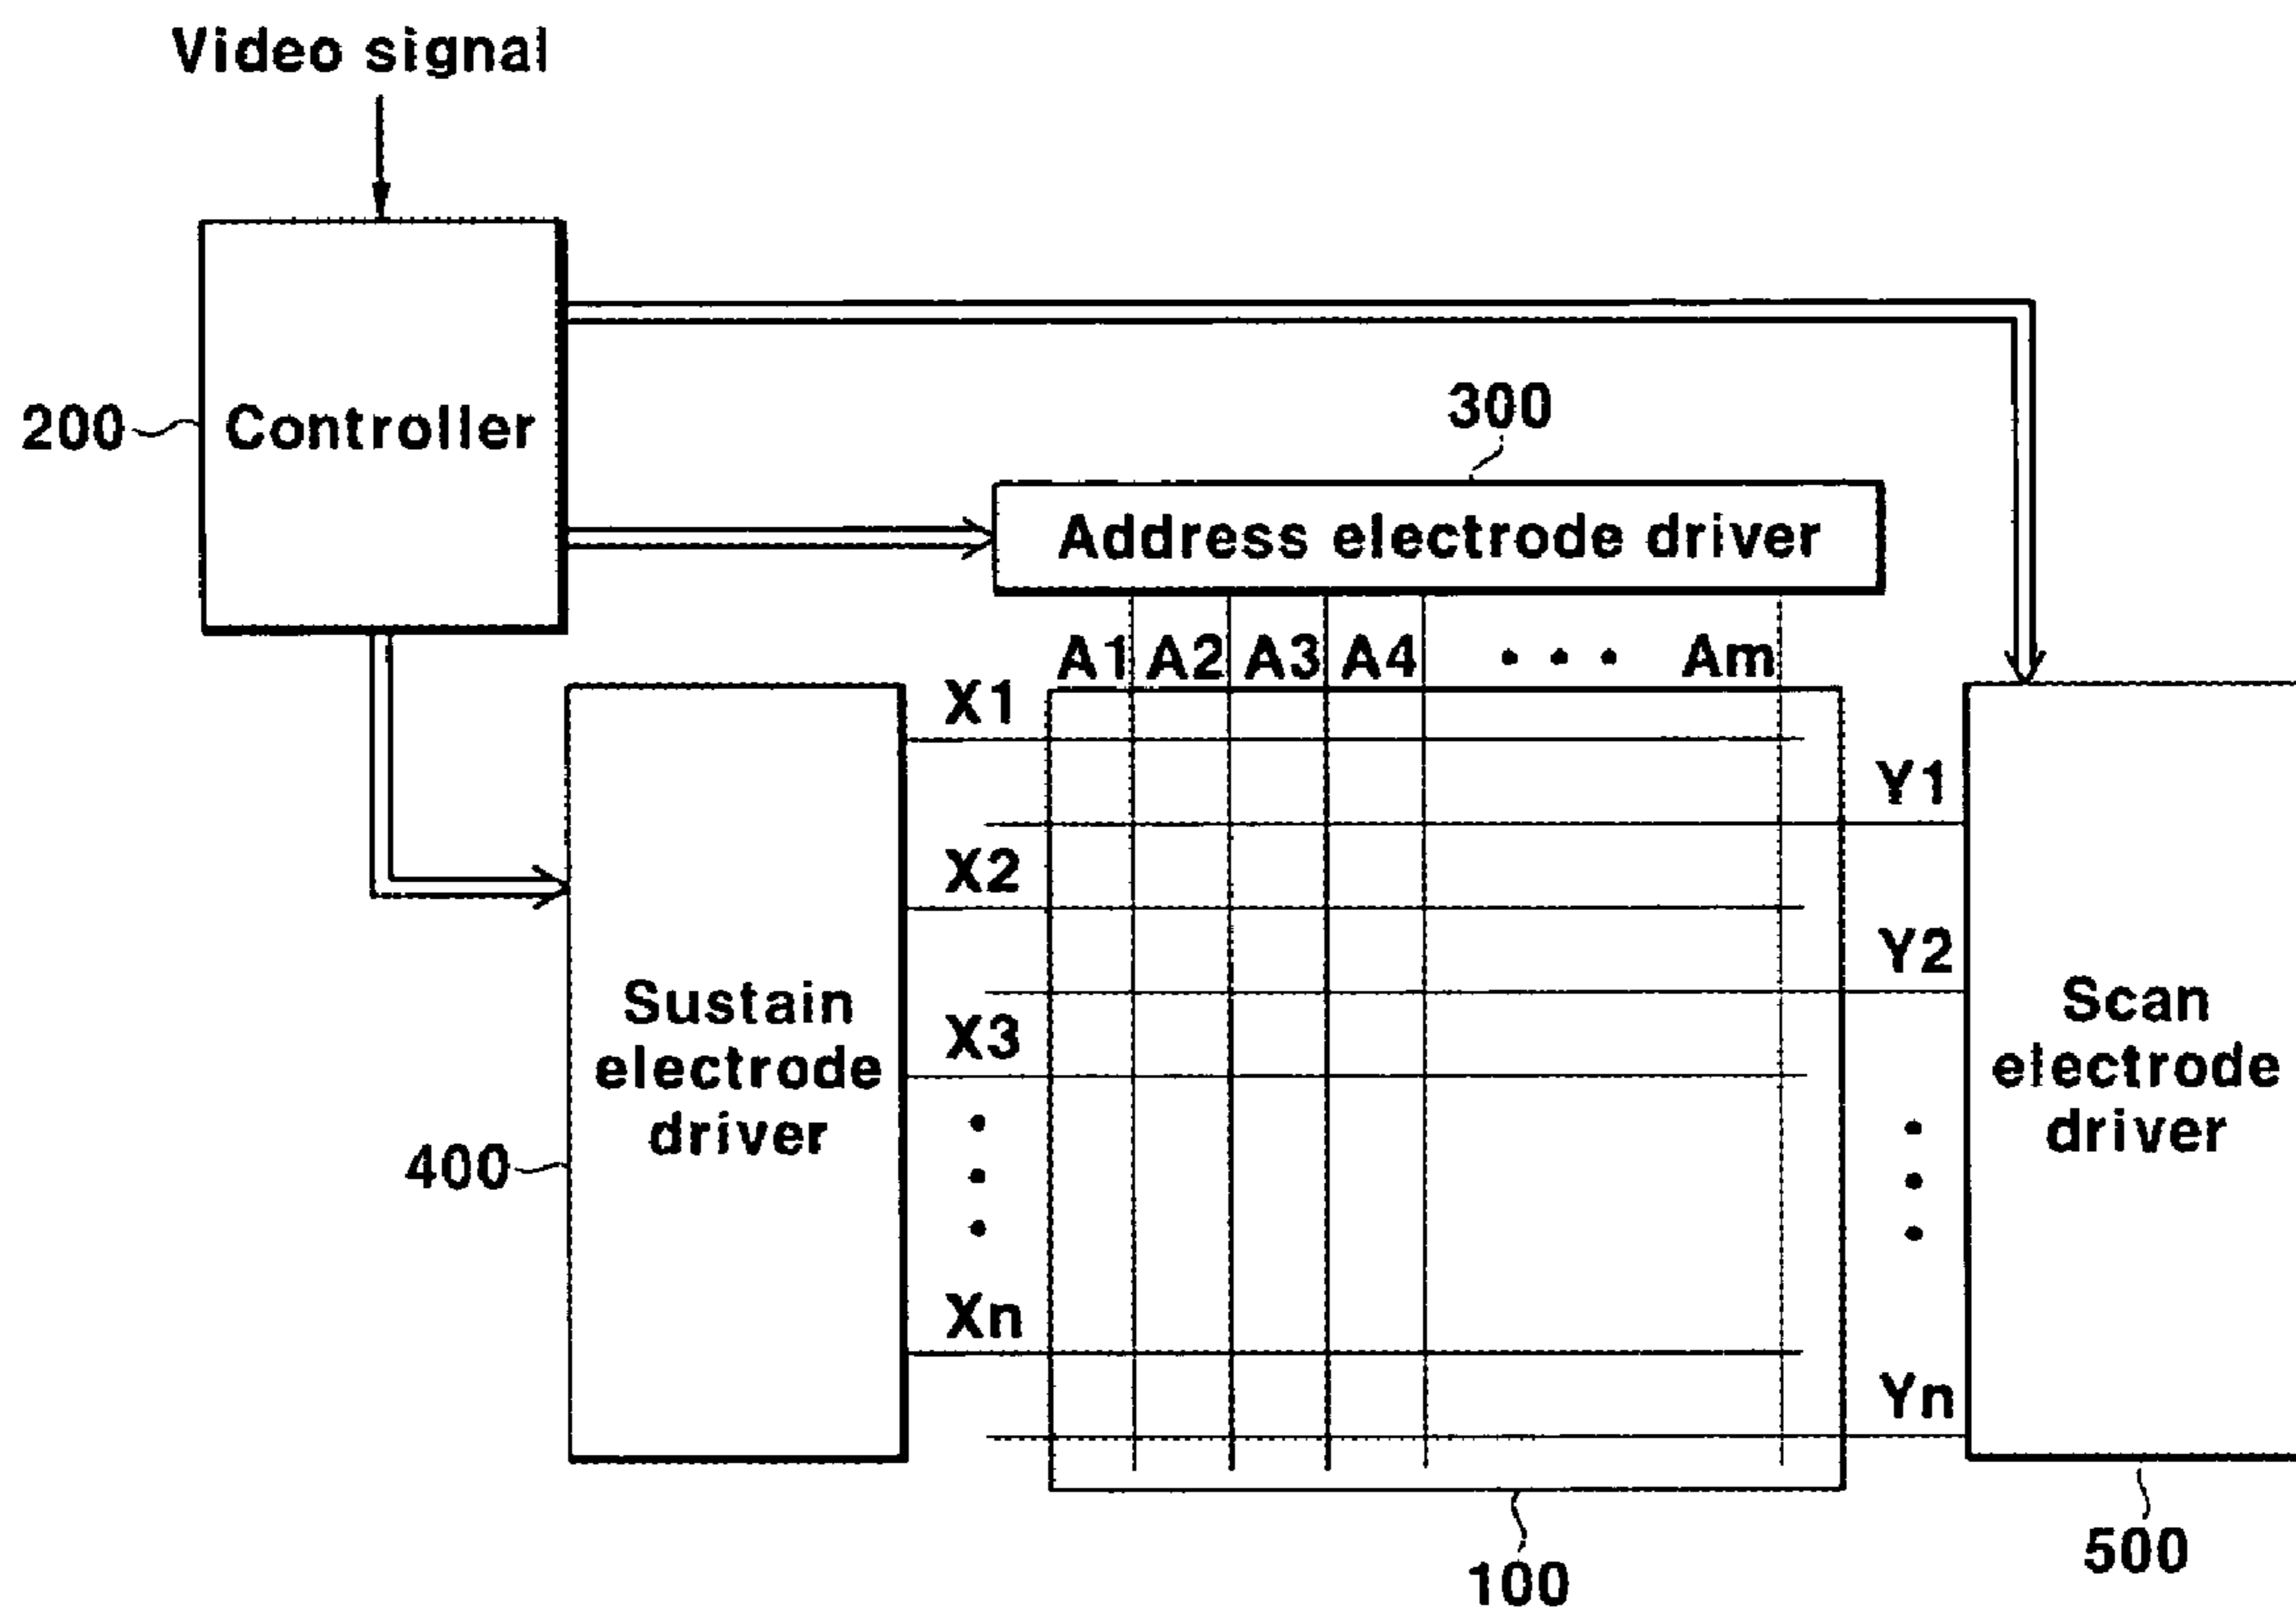 Video signal
200
Controller
300
Address electrode driver
A1 A2 A3 A4 • • • Am
X1
Y1
X2
Y2
X3
Sustain
electrode
driver
Scan
electrode
driver
400
Xn
Yn
100
500